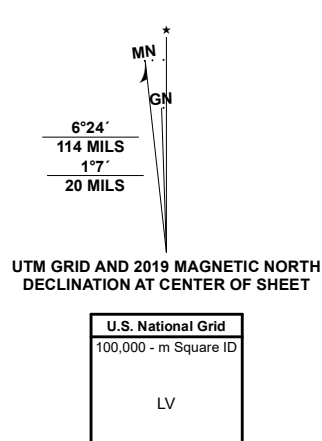 ★
MN
GN
6°24´
114 MILS
1°7´
20 MILS
UTM GRID AND 2019 MAGNETIC NORTH
DECLINATION AT CENTER OF SHEET
U.S. National Grid
100,000 - m Square ID
LV